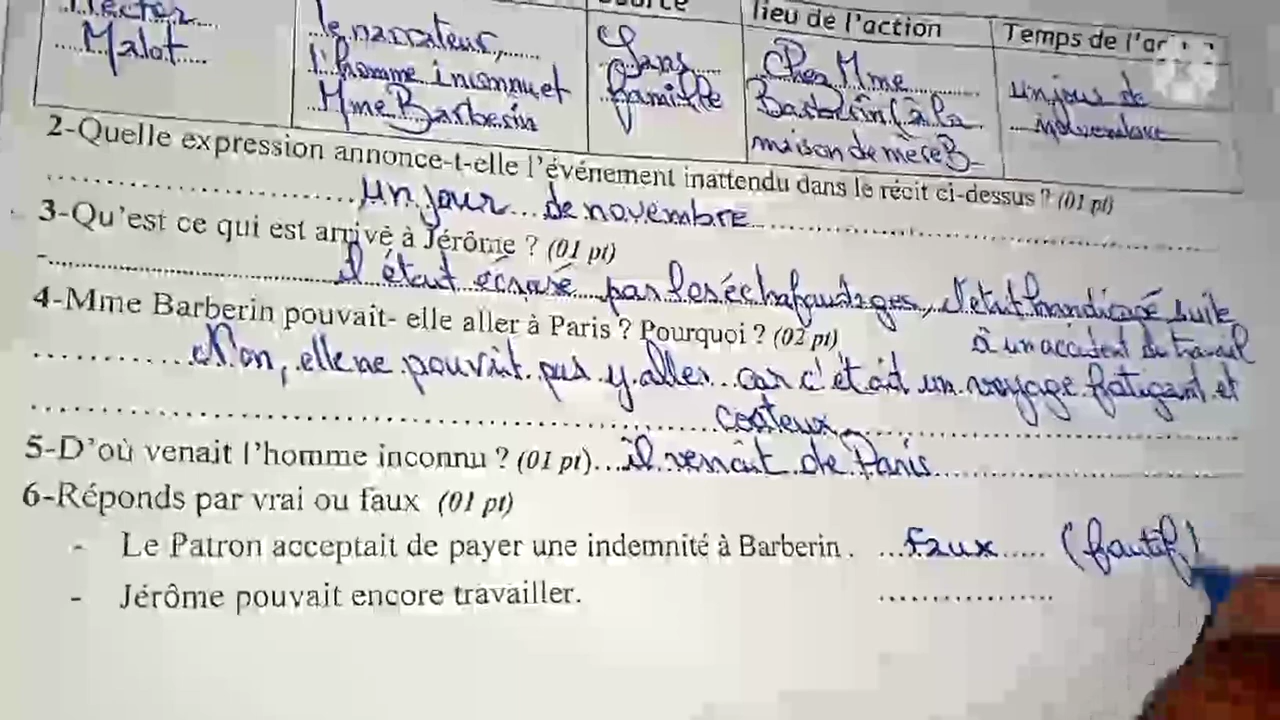 Hector
Malot
le narrateur,
l'homme inconnu et
Mme Barberin
Source
Sans
famille
lieu de l'action
Chez Mme
Barberin (à la
maison de mère B
Temps de l'ac
un jour de
novembre
2-Quelle expression annonce-t-elle l'événement inattendu dans le récit ci-dessus ? (01 pt)
un jour de novembre
3-Qu'est ce qui est arrivé à Jérôme ? (01 pt)
- il était écrasé par les échafaudages, il était handicapé suite
à un accident du travail
4-Mme Barberin pouvait- elle aller à Paris ? Pourquoi ? (02 pt)
Non, elle ne pouvait pas y aller car c'était un voyage fatigant et
couteux
5-D'où venait l'homme inconnu ? (01 pt) il venait de Paris
6-Réponds par vrai ou faux (01 pt)
- Le Patron acceptait de payer une indemnité à Barberin . Faux (fautif)
- Jérôme pouvait encore travailler.